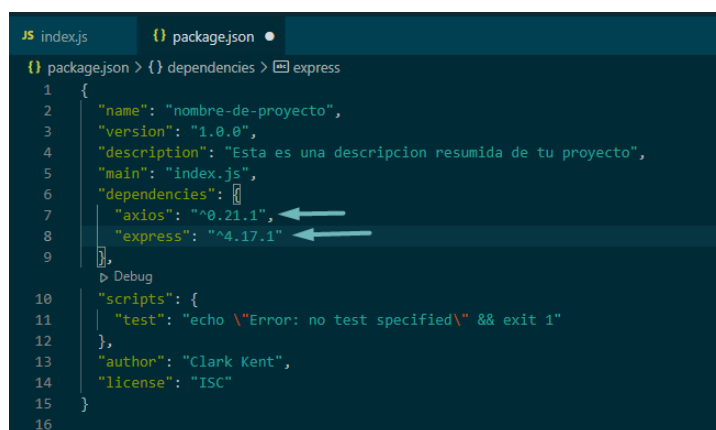 JS index.js {} package.json ●
{} package.json > {} dependencies > abc express
1 {
2 "name": "nombre-de-proyecto",
3 "version": "1.0.0",
4 "description": "Esta es una descripcion resumida de tu proyecto",
5 "main": "index.js",
6 "dependencies": {
7 "axios": "^0.21.1",
8 "express": "^4.17.1"
9 },
▷ Debug
10 "scripts": {
11 "test": "echo \"Error: no test specified\" && exit 1"
12 },
13 "author": "Clark Kent",
14 "license": "ISC"
15 }
16